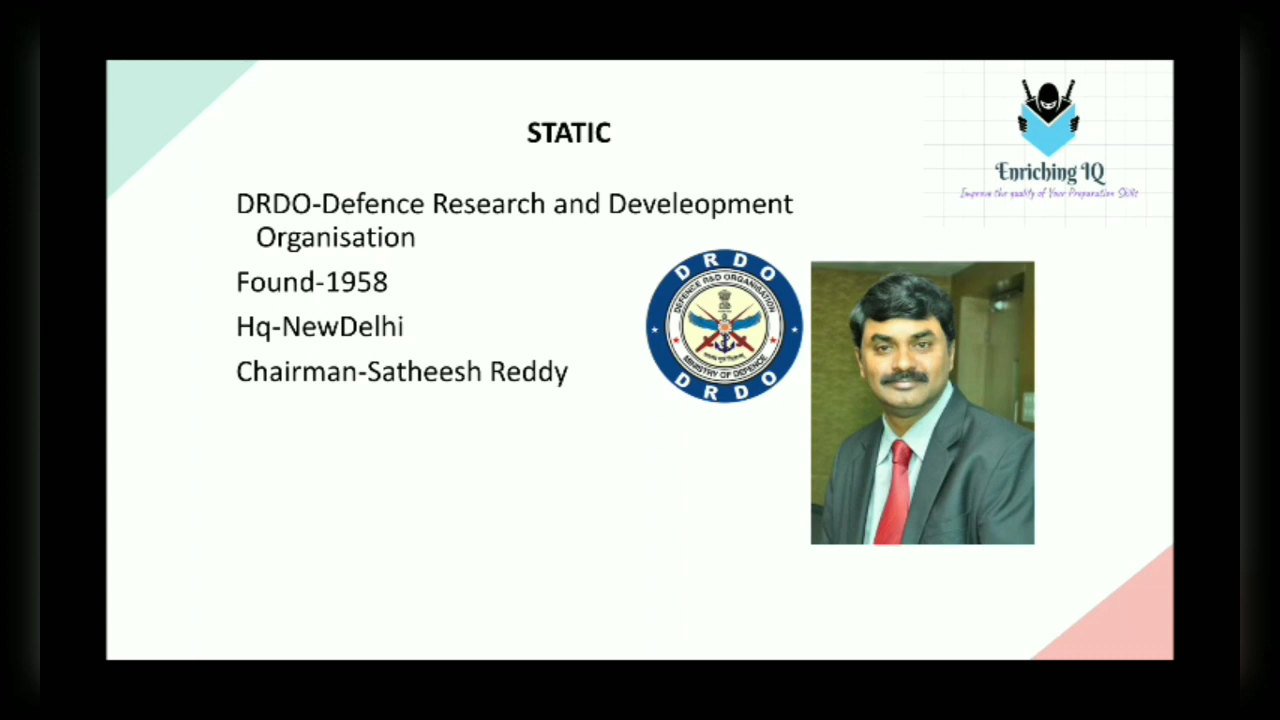 STATIC
Enriching IQ
Improve the quality of Your Preparation Skills
DRDO-Defence Research and Develeopment
Organisation
Found-1958
Hq-NewDelhi
Chairman-Satheesh Reddy
DRDO
DEFENCE R&D ORGANISATION
MINISTRY OF DEFENCE
DRDO